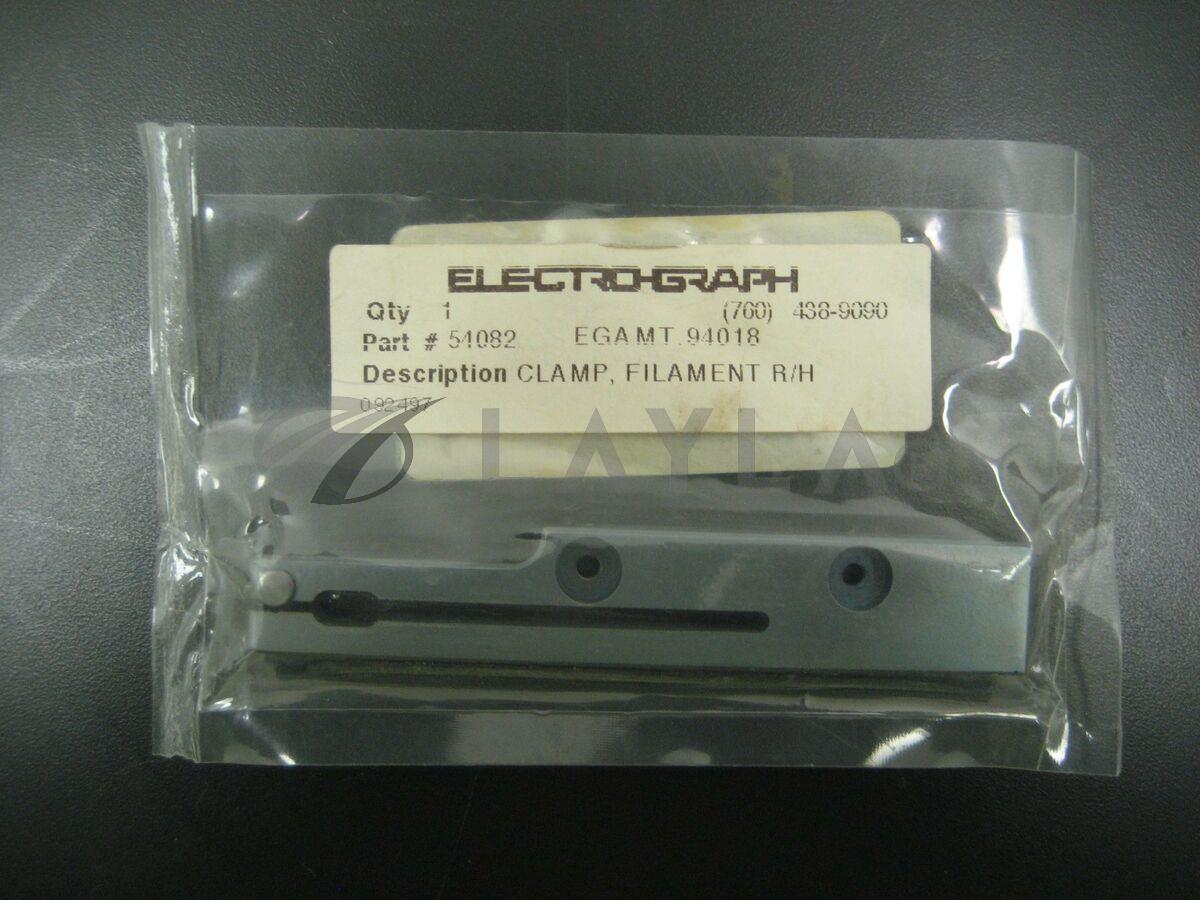 ELECTRO-GRAPH
Qty 1 (760) 438-9090
Part # 54082 EGAMT.94018
Description CLAMP, FILAMENT R/H
092497
LAYLA